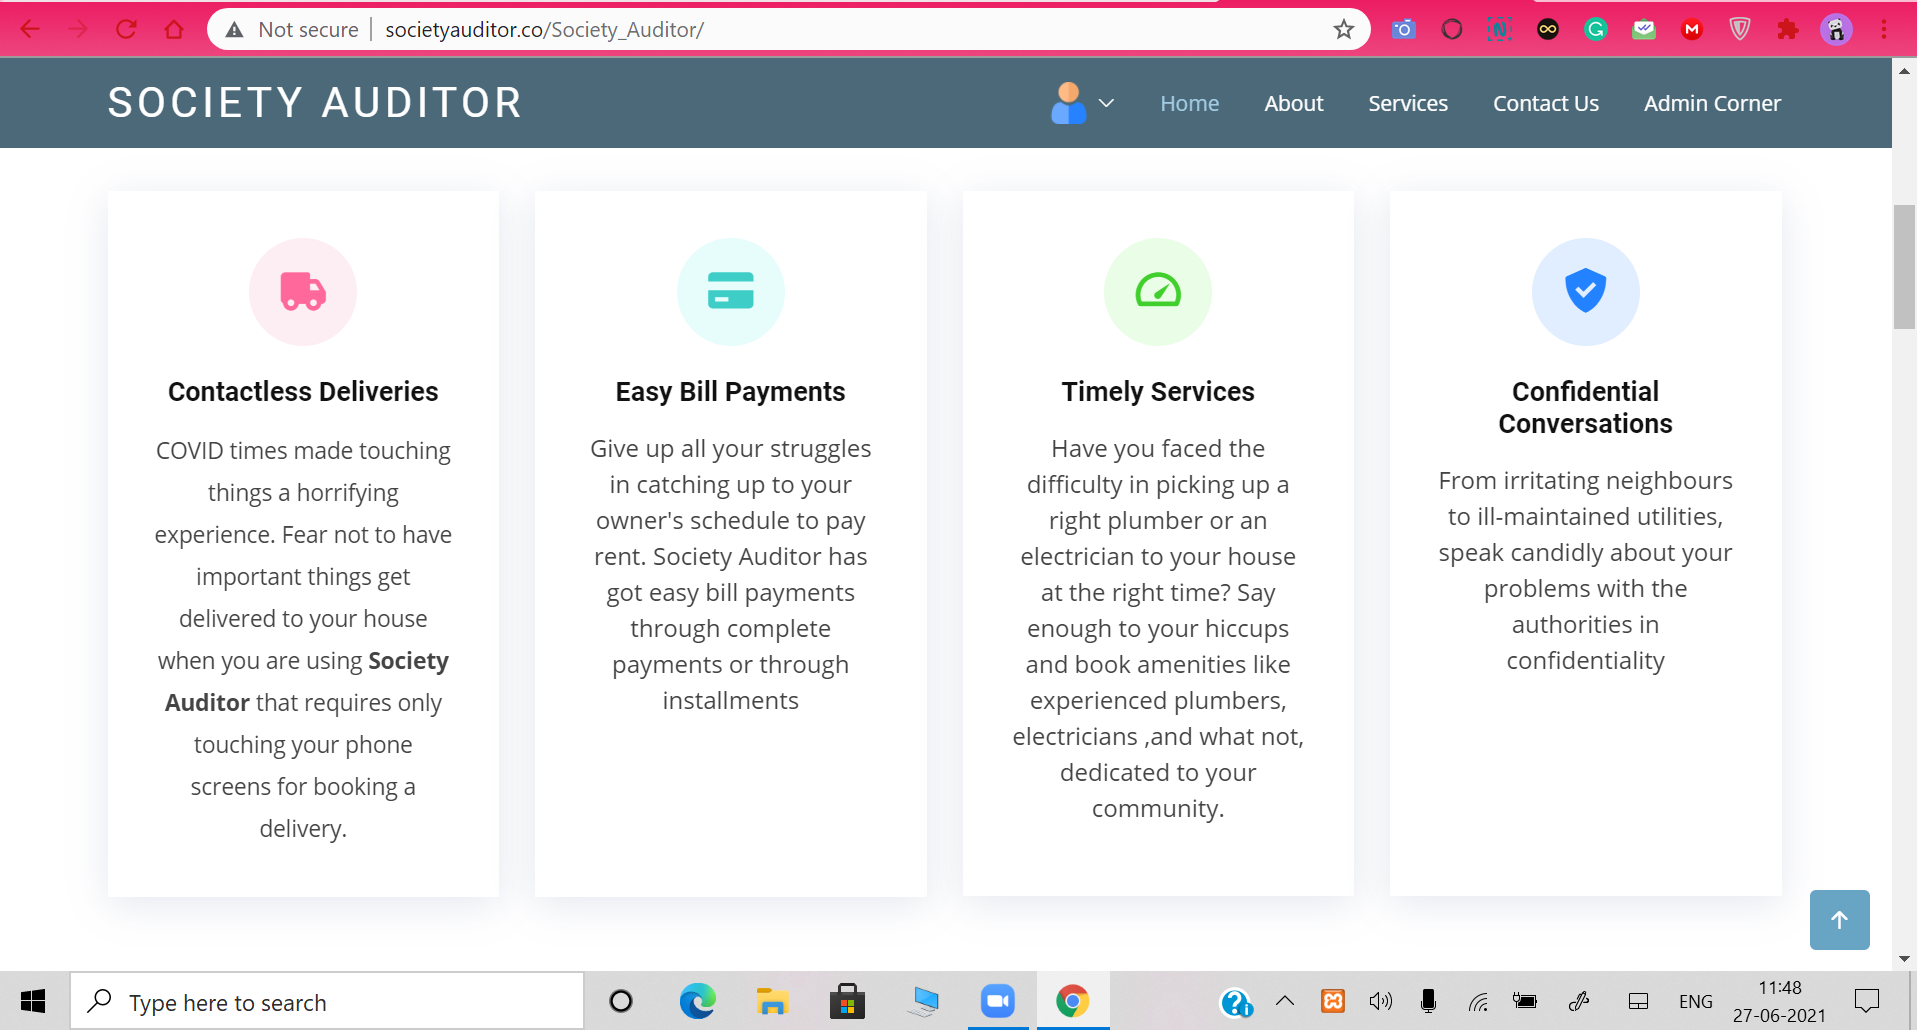 Not secure societyauditor.co/Society_Auditor/
SOCIETY AUDITOR
Home About Services Contact Us Admin Corner
Contactless Deliveries
COVID times made touching
things a horrifying
experience. Fear not to have
important things get
delivered to your house
when you are using Society
Auditor that requires only
touching your phone
screens for booking a
delivery.
Easy Bill Payments
Give up all your struggles
in catching up to your
owner's schedule to pay
rent. Society Auditor has
got easy bill payments
through complete
payments or through
installments
Timely Services
Have you faced the
difficulty in picking up a
right plumber or an
electrician to your house
at the right time? Say
enough to your hiccups
and book amenities like
experienced plumbers,
electricians ,and what not,
dedicated to your
community.
Confidential
Conversations
From irritating neighbours
to ill-maintained utilities,
speak candidly about your
problems with the
authorities in
confidentiality
Type here to search
ENG
11:48
27-06-2021